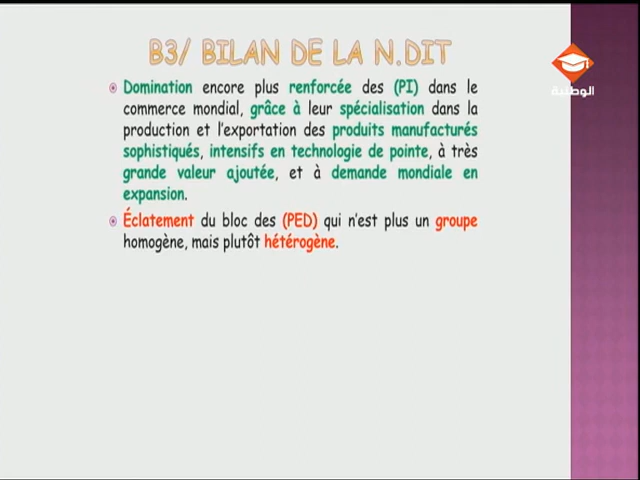 B3/ BILAN DE LA N.DIT
Domination encore plus renforcée des (PI) dans le
commerce mondial, grâce à leur spécialisation dans la
production et l'exportation des produits manufacturés
sophistiqués, intensifs en technologie de pointe, à très
grande valeur ajoutée, et à demande mondiale en
expansion.
Éclatement du bloc des (PED) qui n'est plus un groupe
homogène, mais plutôt hétérogène.
الوطنية